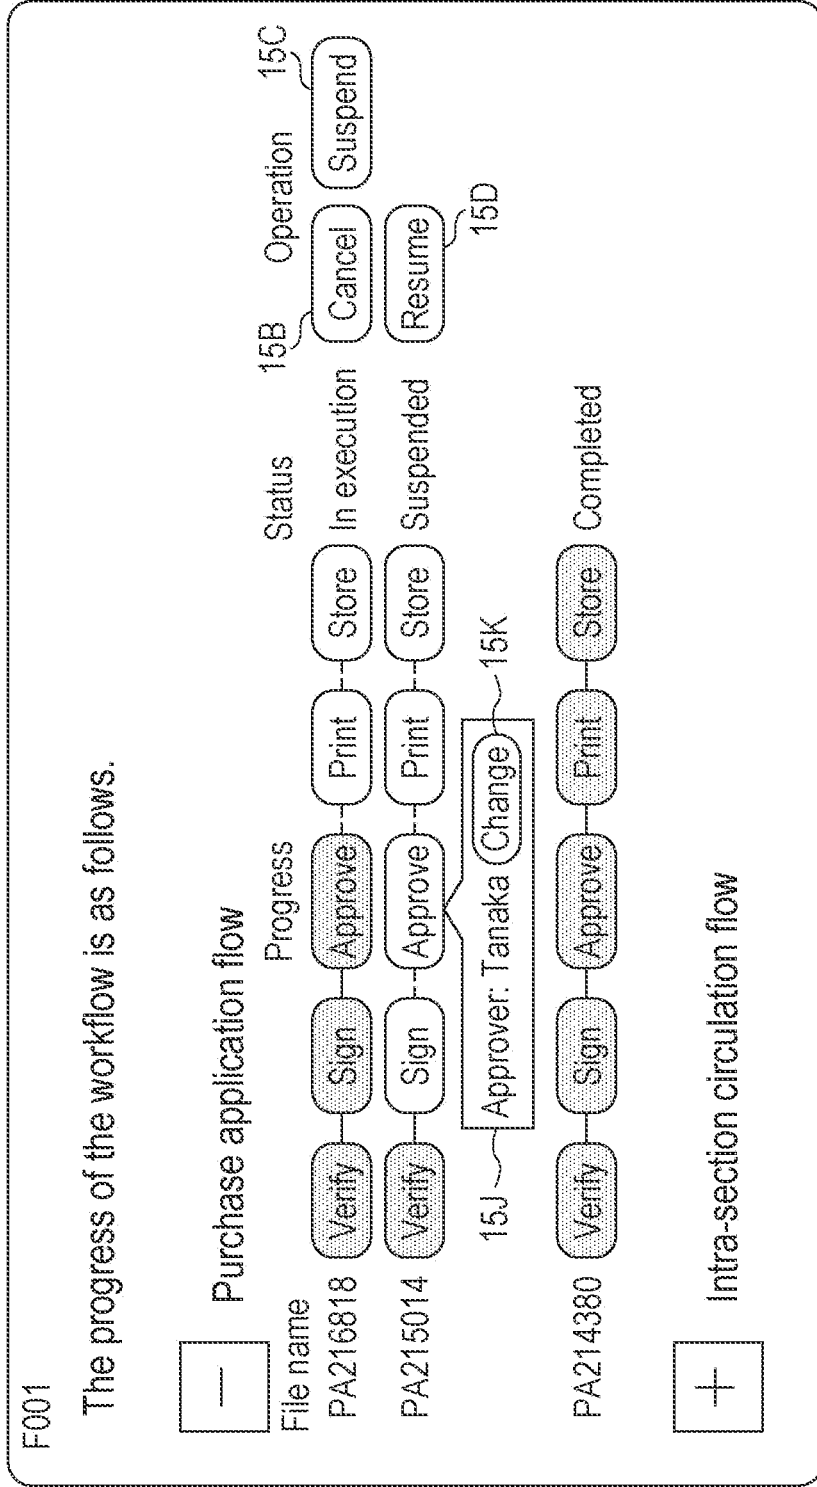 F001
The progress of the workflow is as follows.
− Purchase application flow
15B 15C
File name Progress Status Operation
PA216818 Verify Sign Approve Print Store In execution Cancel Suspend
PA215014 Verify Sign Approve Print Store Suspended Resume
15J Approver: Tanaka Change 15K 15D
PA214380 Verify Sign Approve Print Store Completed
+ Intra-section circulation flow